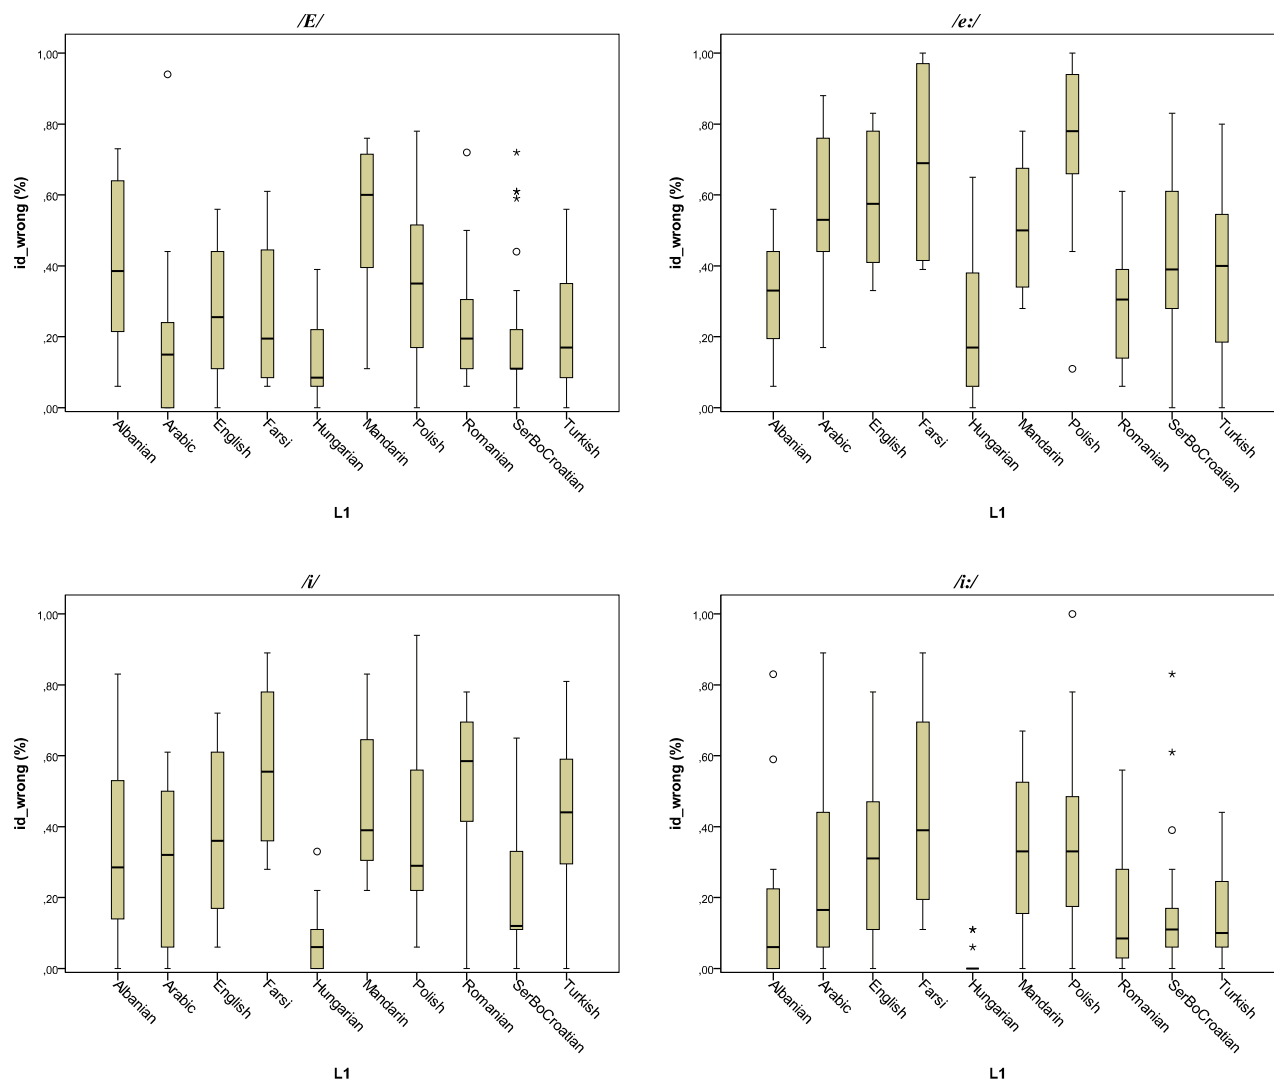 /E/
1,00
,80
,60
,40
,20
,00
id_wrong (%)
Albanian
Arabic
English
Farsi
Hungarian
Mandarin
Polish
Romanian
SerBoCroatian
Turkish
L1
/e:/
1,00
,80
,60
,40
,20
,00
id_wrong (%)
Albanian
Arabic
English
Farsi
Hungarian
Mandarin
Polish
Romanian
SerBoCroatian
Turkish
L1
/i/
1,00
,80
,60
,40
,20
,00
id_wrong (%)
Albanian
Arabic
English
Farsi
Hungarian
Mandarin
Polish
Romanian
SerBoCroatian
Turkish
L1
/i:/
1,00
,80
,60
,40
,20
,00
id_wrong (%)
Albanian
Arabic
English
Farsi
Hungarian
Mandarin
Polish
Romanian
SerBoCroatian
Turkish
L1